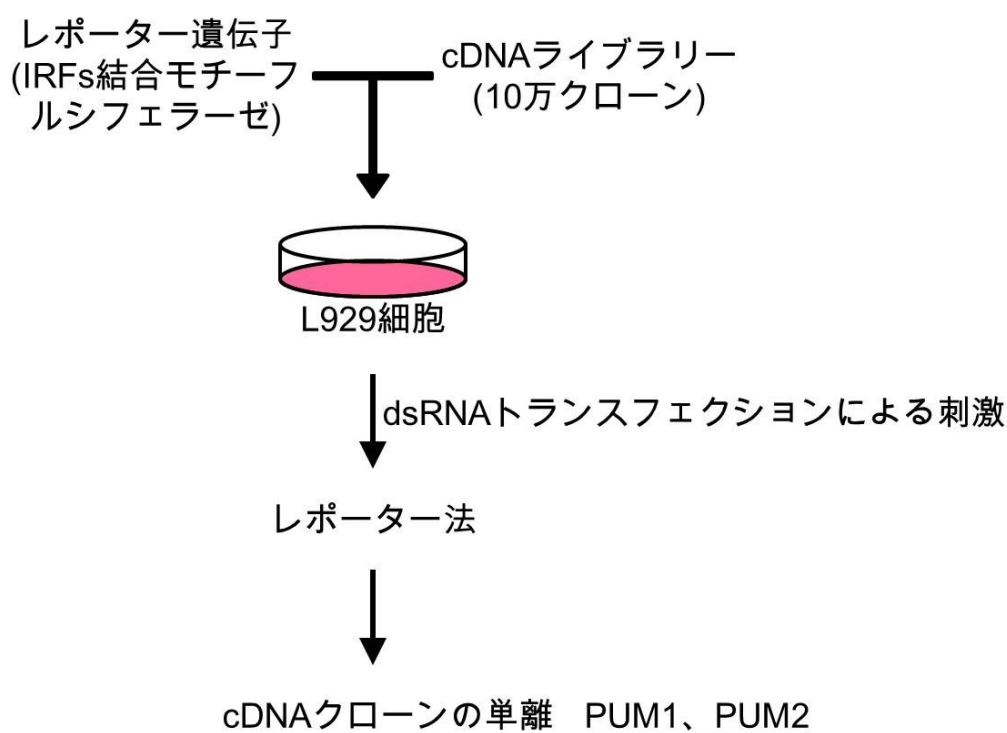 レポーター遺伝子
(IRFs結合モチーフ
ルシフェラーゼ)
cDNAライブラリー
(10万クローン)
L929細胞
dsRNAトランスフェクションによる刺激
レポーター法
cDNAクローンの単離　PUM1、PUM2